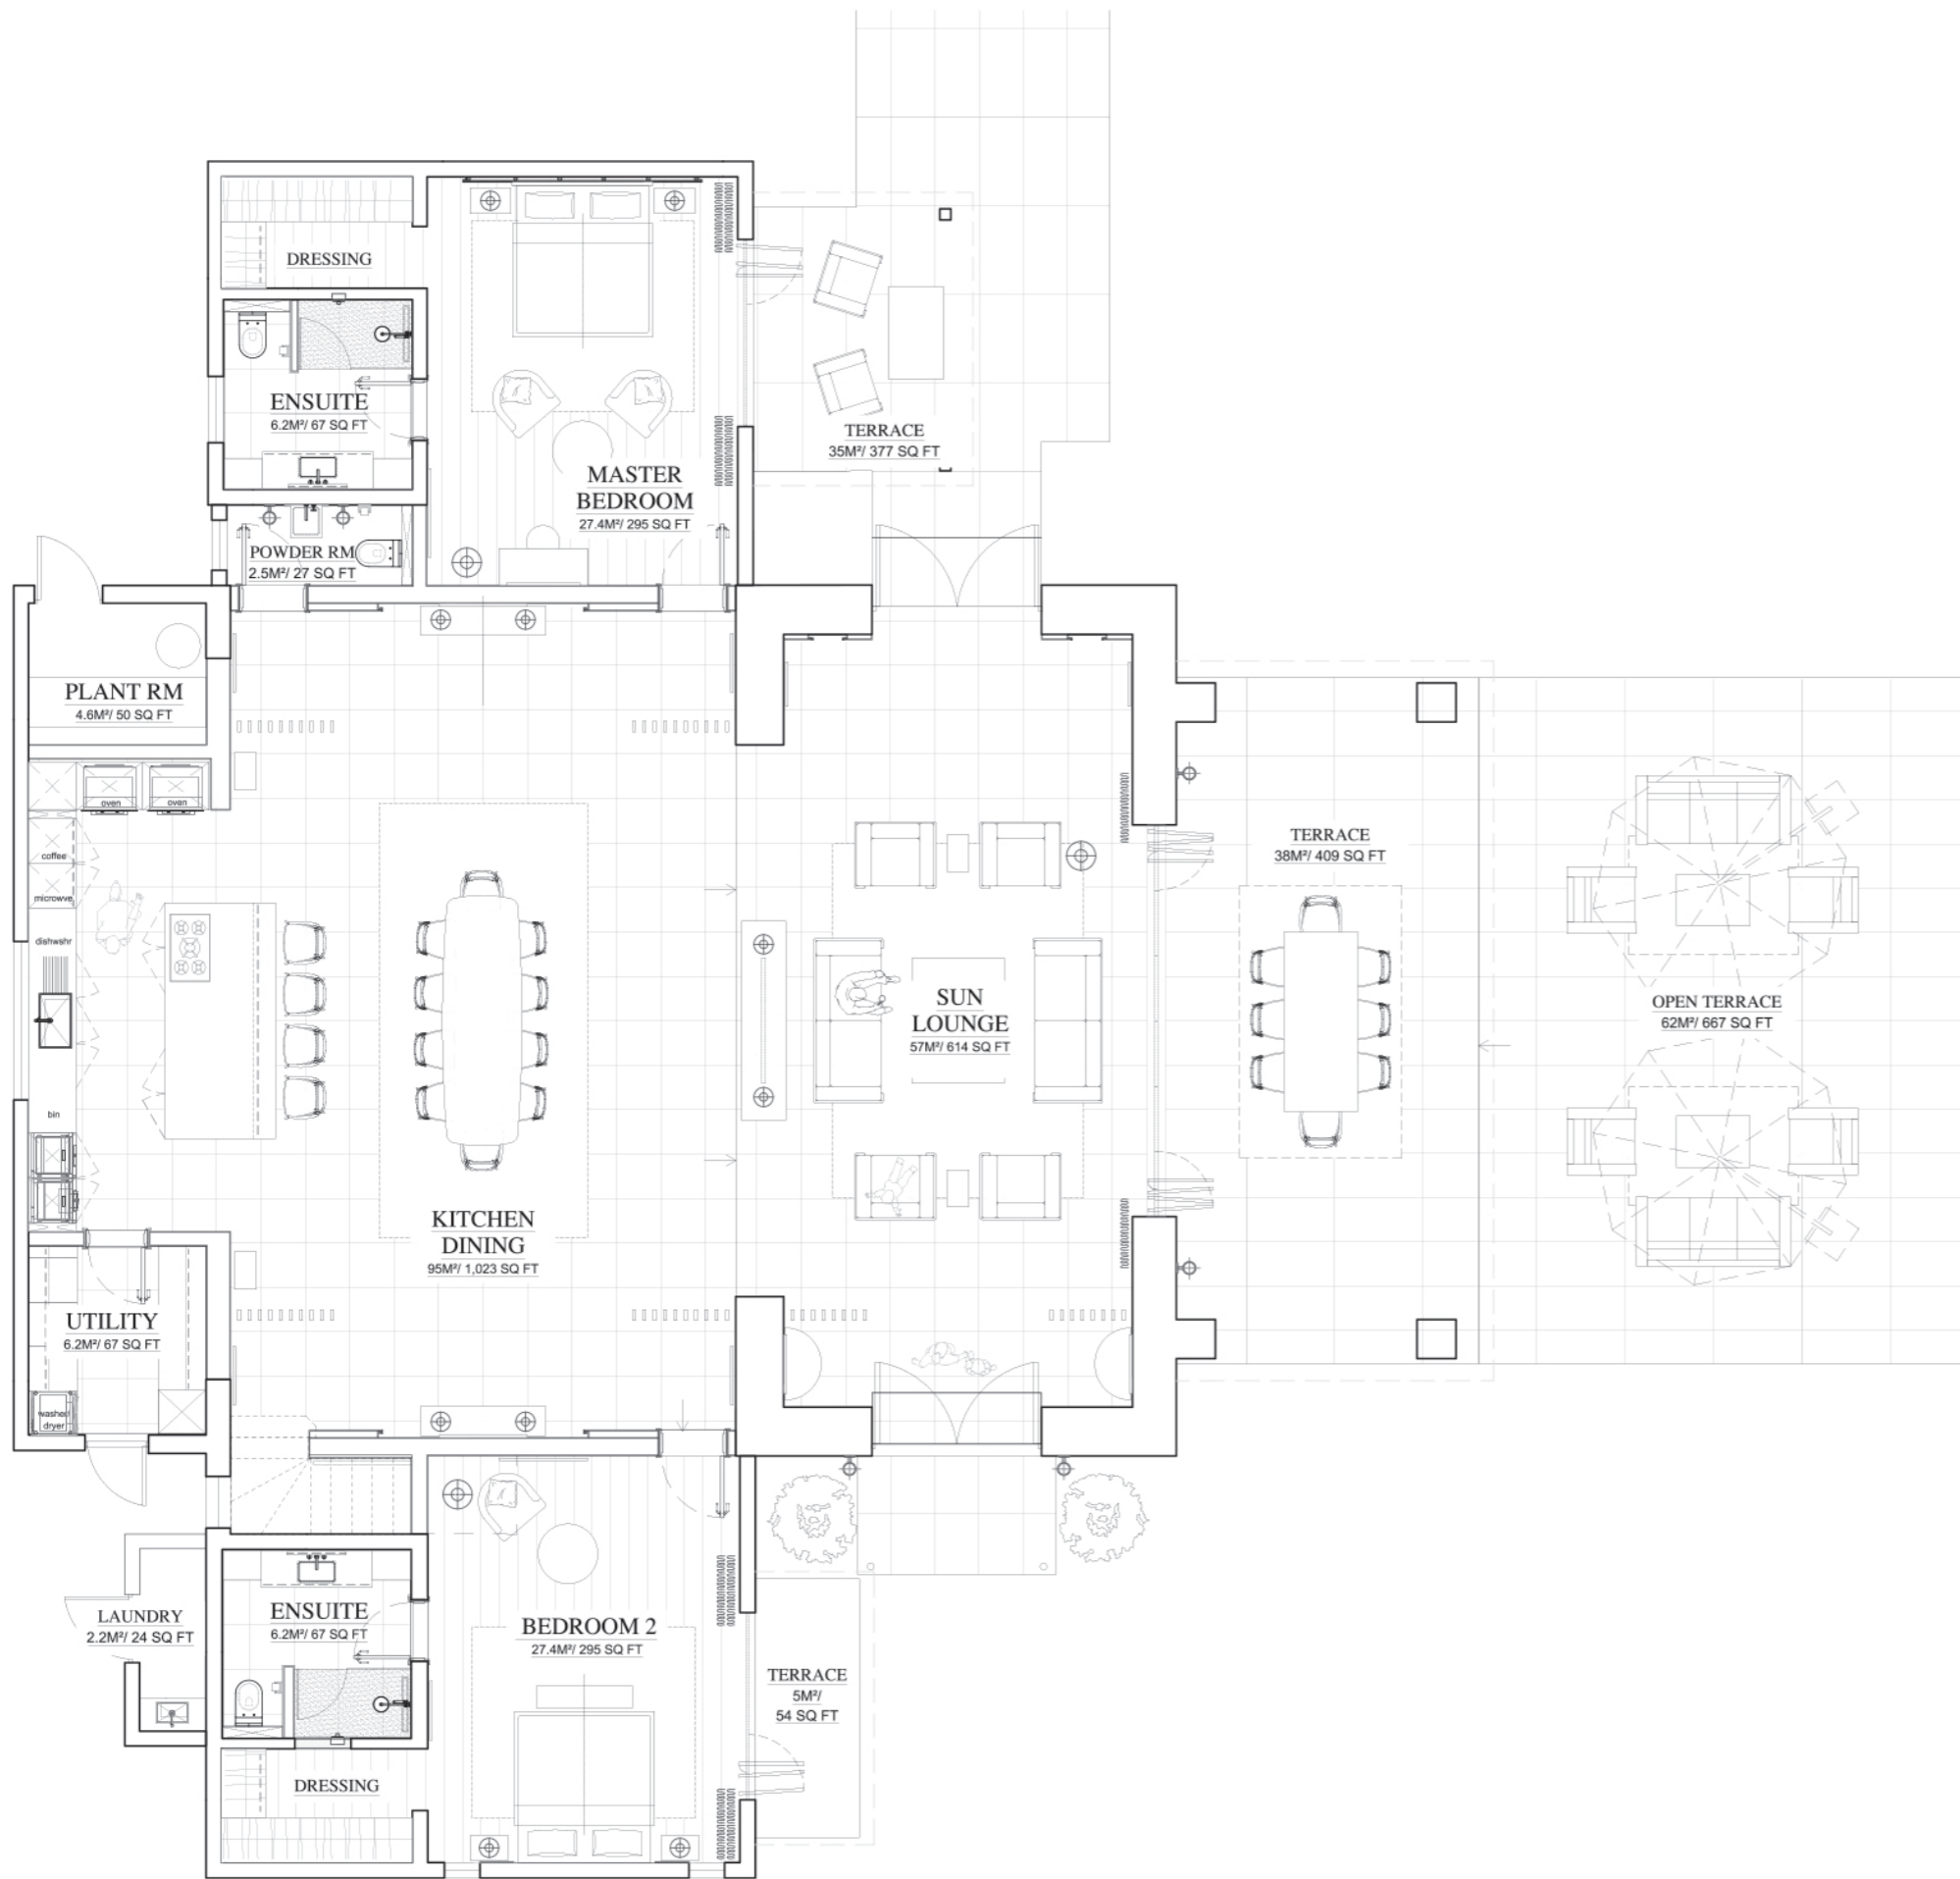 DRESSING
ENSUITE
6.2M²/ 67 SQ FT
MASTER
BEDROOM
27.4M²/ 295 SQ FT
TERRACE
35M²/ 377 SQ FT
POWDER RM
2.5M²/ 27 SQ FT
PLANT RM
4.6M²/ 50 SQ FT
oven
oven
coffee
microwve
dishwshr
bin
KITCHEN
DINING
95M²/ 1,023 SQ FT
SUN
LOUNGE
57M²/ 614 SQ FT
TERRACE
38M²/ 409 SQ FT
OPEN TERRACE
62M²/ 667 SQ FT
UTILITY
6.2M²/ 67 SQ FT
washer/
dryer
LAUNDRY
2.2M²/ 24 SQ FT
ENSUITE
6.2M²/ 67 SQ FT
BEDROOM 2
27.4M²/ 295 SQ FT
TERRACE
5M²/
54 SQ FT
DRESSING